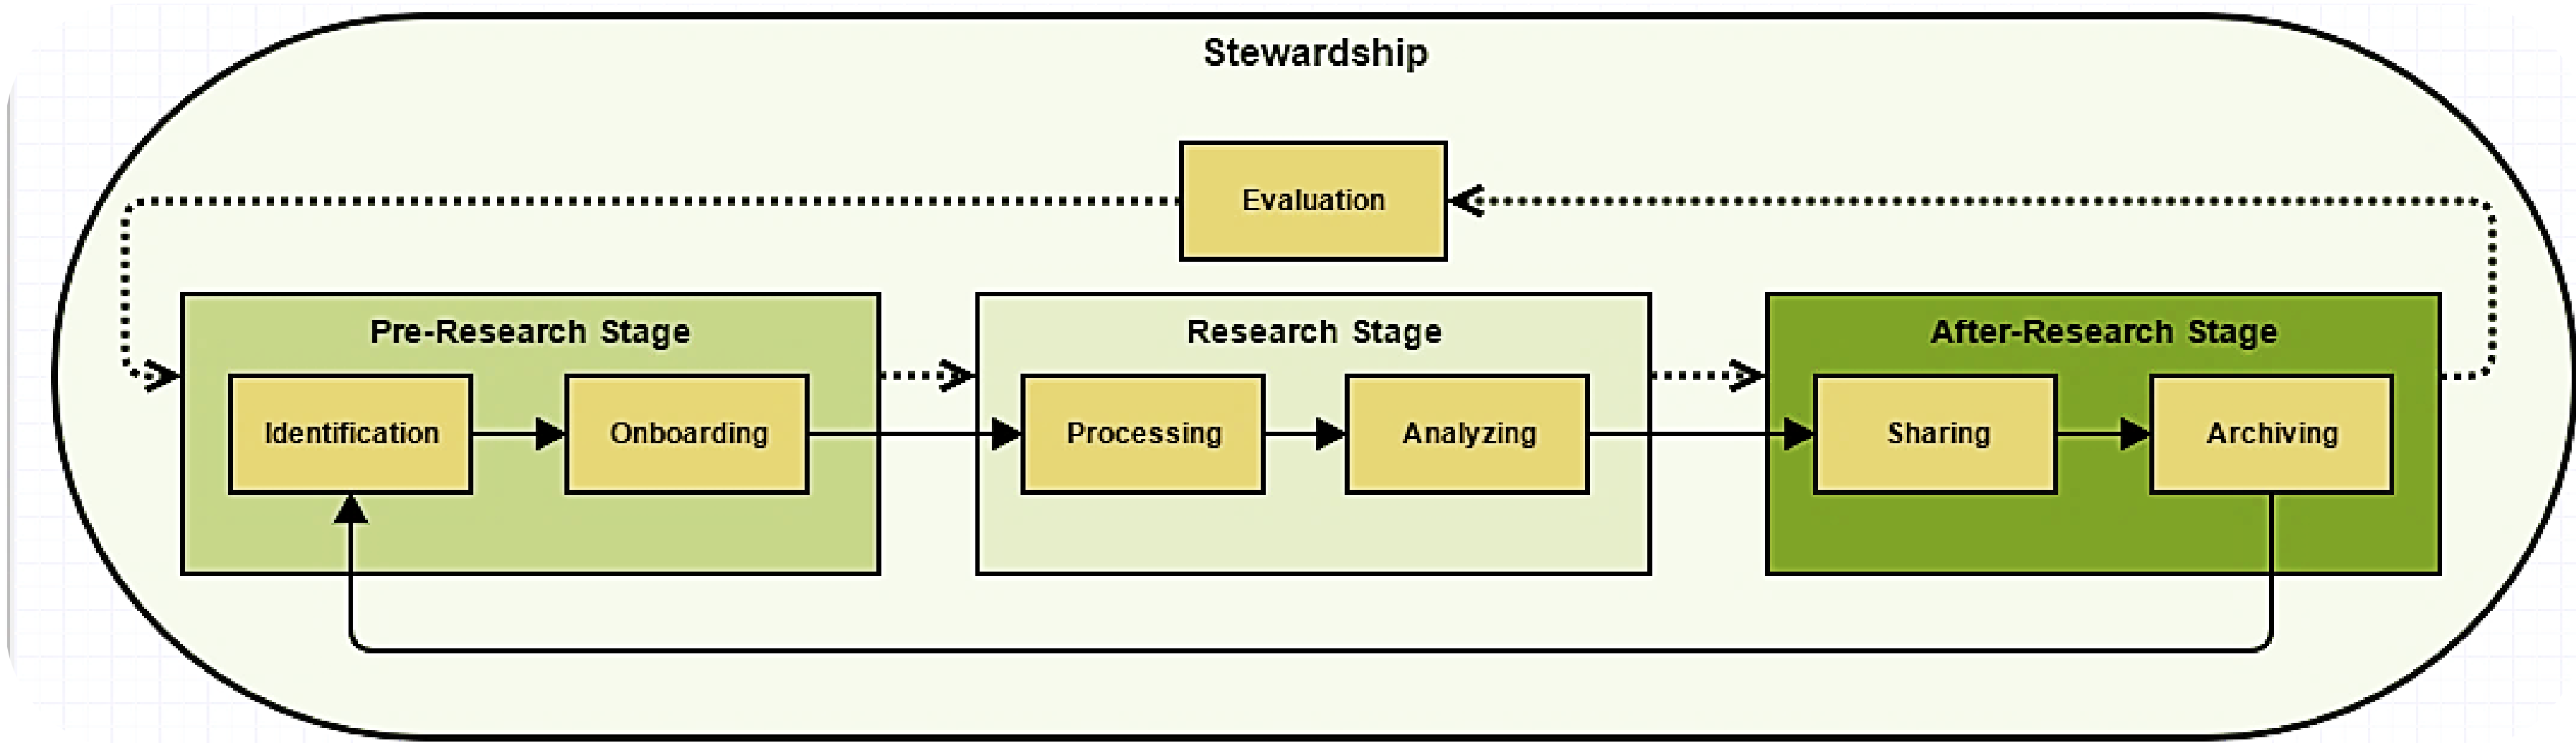 Stewardship
Evaluation
Pre-Research Stage
Identification
Onboarding
Research Stage
Processing
Analyzing
After-Research Stage
Sharing
Archiving